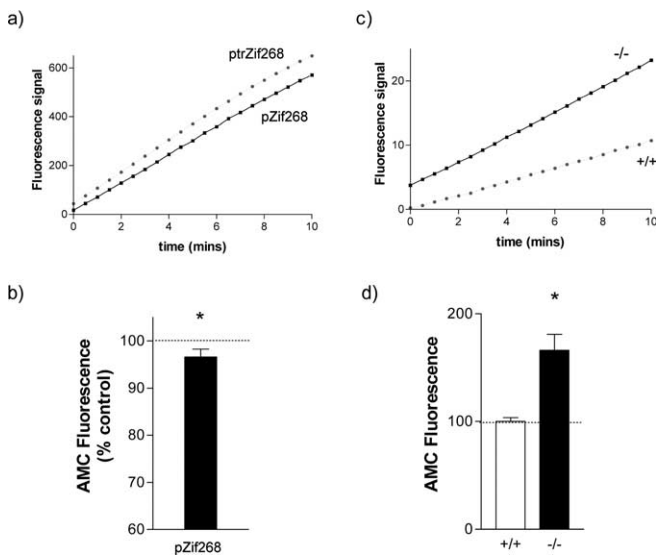 a)
Fluorescence signal
600
400
200
0
ptrZif268
pZif268
0 2 4 6 8 10
time (mins)
c)
Fluorescence signal
20
10
0
-/-
+/+
0 2 4 6 8 10
time (mins)
b)
AMC Fluorescence
(% control)
100
90
80
70
60
*
pZif268
d)
AMC Fluorescence
200
100
0
*
+/+ -/-